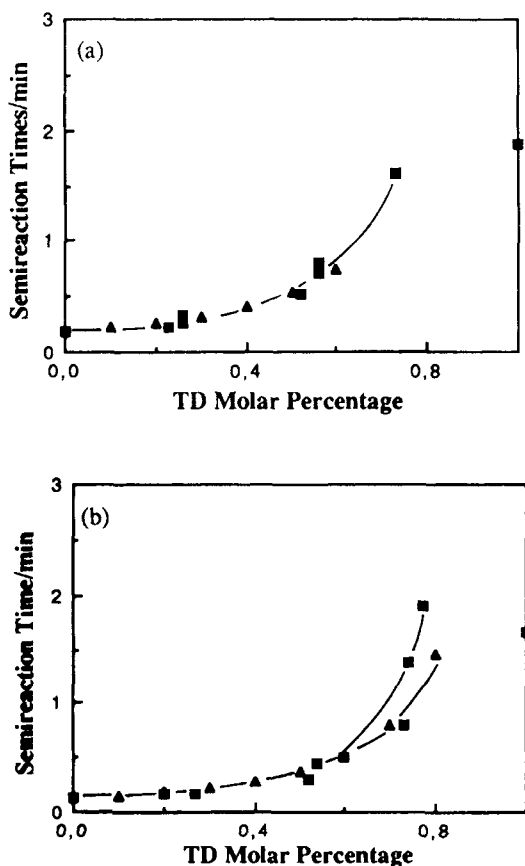 (a)
3
2
1
0
Semireaction Times/min
0,0
0,4
0,8
TD Molar Percentage
(b)
3
2
1
0
Semireaction Time/min
0,0
0,4
0,8
TD Molar Percentage